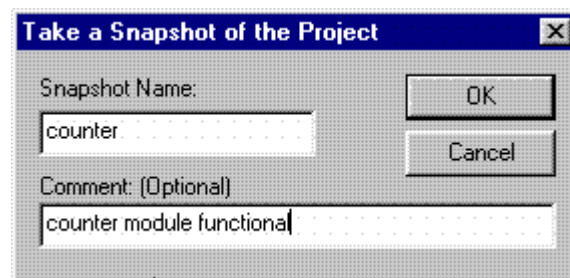 Take a Snapshot of the Project
Snapshot Name:
OK
counter
Cancel
Comment: (Optional)
counter module functional